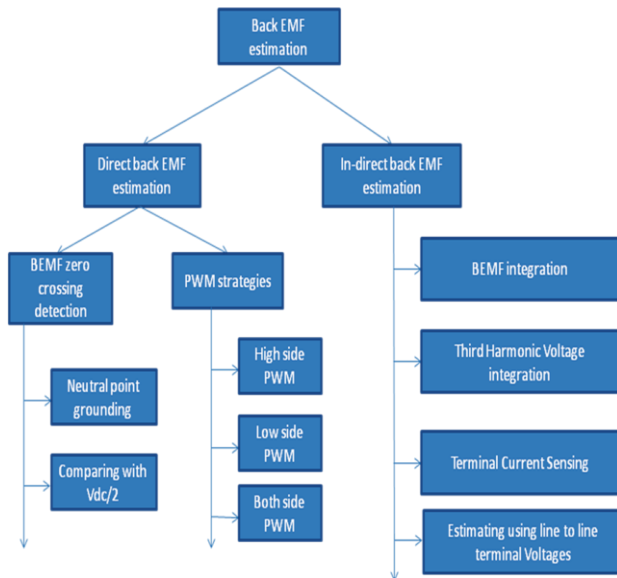 Back EMF
estimation
Direct back EMF
estimation
In-direct back EMF
estimation
BEMF zero
crossing
detection
PWM strategies
BEMF integration
High side
PWM
Third Harmonic Voltage
integration
Neutral point
grounding
Low side
PWM
Terminal Current Sensing
Comparing with
Vdc/2
Both side
PWM
Estimating using line to line
terminal Voltages